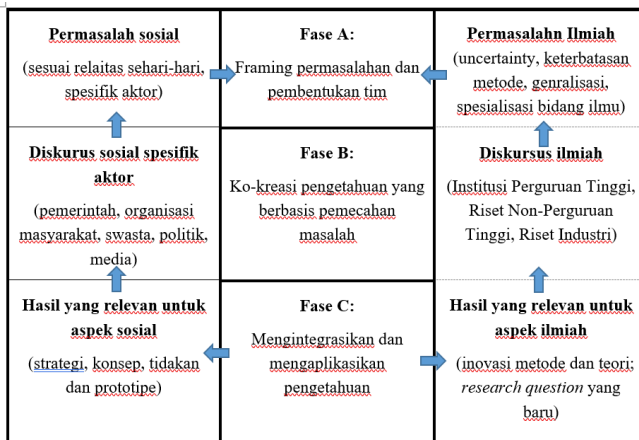 Permasalah sosial
(sesuai relaitas sehari-hari,
spesifik aktor)
Fase A:
Framing permasalahan dan
pembentukan tim
Permasalahn Ilmiah
(uncertainty, keterbatasan
metode, genralisasi,
spesialisasi bidang ilmu)
Diskurus sosial spesifik
aktor
(pemerintah, organisasi
masyarakat, swasta, politik,
media)
Fase B:
Ko-kreasi pengetahuan yang
berbasis pemecahan
masalah
Diskursus ilmiah
(Institusi Perguruan Tinggi,
Riset Non-Perguruan
Tinggi, Riset Industri)
Hasil yang relevan untuk
aspek sosial
(strategi, konsep, tidakan
dan prototipe)
Fase C:
Mengintegrasikan dan
mengaplikasikan
pengetahuan
Hasil yang relevan untuk
aspek ilmiah
(inovasi metode dan teori;
research question yang
baru)